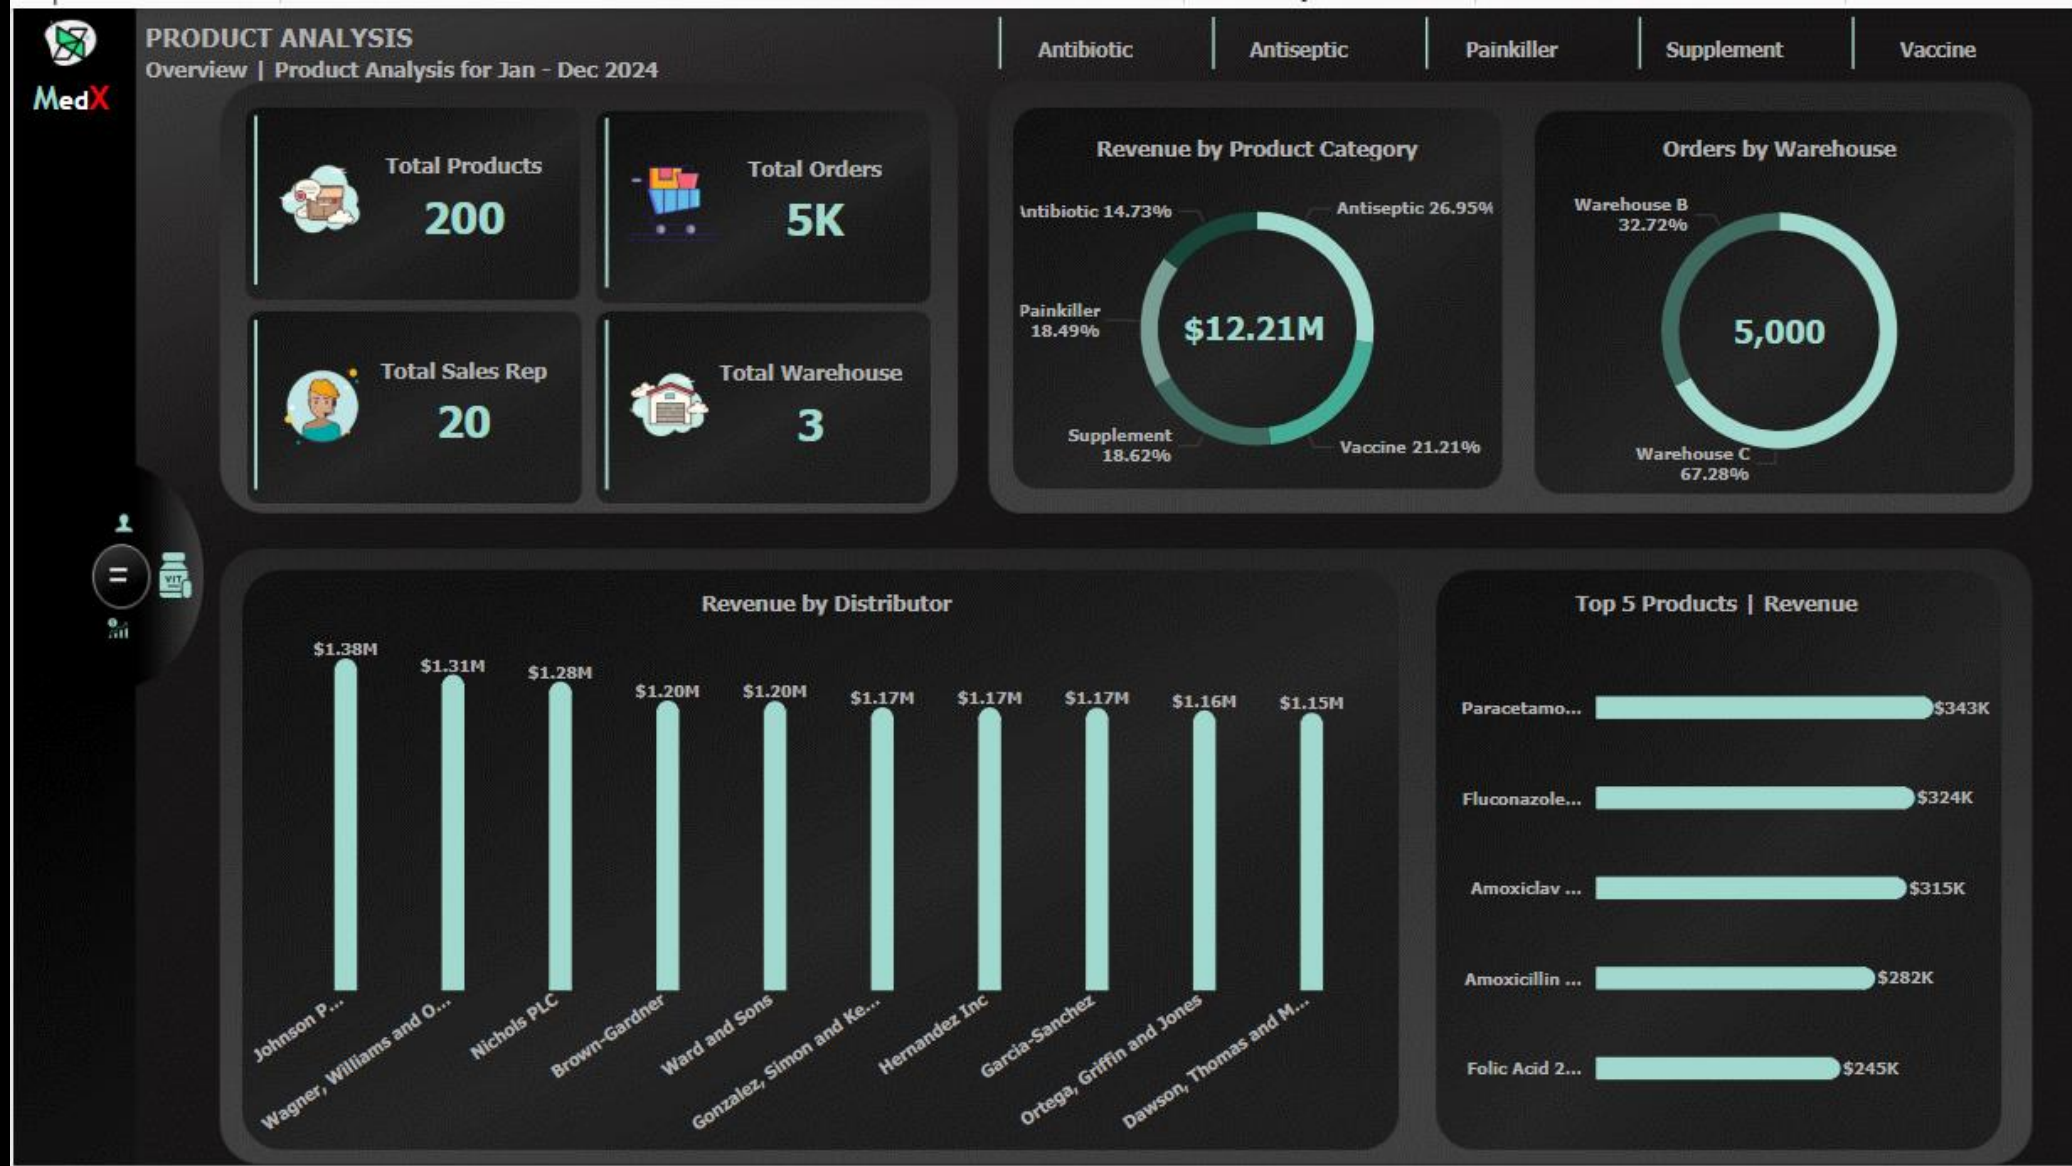 MedX
PRODUCT ANALYSIS
Overview | Product Analysis for Jan - Dec 2024
Antibiotic
Antiseptic
Painkiller
Supplement
Vaccine
Total Products
200
Total Orders
5K
Total Sales Rep
20
Total Warehouse
3
Revenue by Product Category
Antibiotic 14.73%
Antiseptic 26.95%
Painkiller
18.49%
$12.21M
Supplement
18.62%
Vaccine 21.21%
Orders by Warehouse
Warehouse B
32.72%
5,000
Warehouse C
67.28%
VIT
Revenue by Distributor
$1.38M
$1.31M
$1.28M
$1.20M
$1.20M
$1.17M
$1.17M
$1.17M
$1.16M
$1.15M
Johnson P...
Wagner, Williams and O...
Nichols PLC
Brown-Gardner
Ward and Sons
Gonzalez, Simon and Ke...
Hernandez Inc
Garcia-Sanchez
Ortega, Griffin and Jones
Dawson, Thomas and M...
Top 5 Products | Revenue
Paracetamo... $343K
Fluconazole... $324K
Amoxiclav ... $315K
Amoxicillin ... $282K
Folic Acid 2... $245K